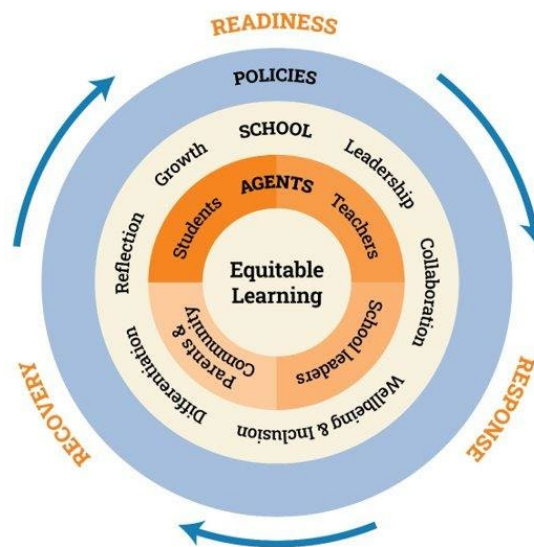 READINESS
POLICIES
SCHOOL
Growth
Leadership
AGENTS
Students
Teachers
Reflection
Collaboration
Equitable
Learning
Parents &
Community
School leaders
Differentiation
Wellbeing & Inclusion
RECOVERY
RESPONSE